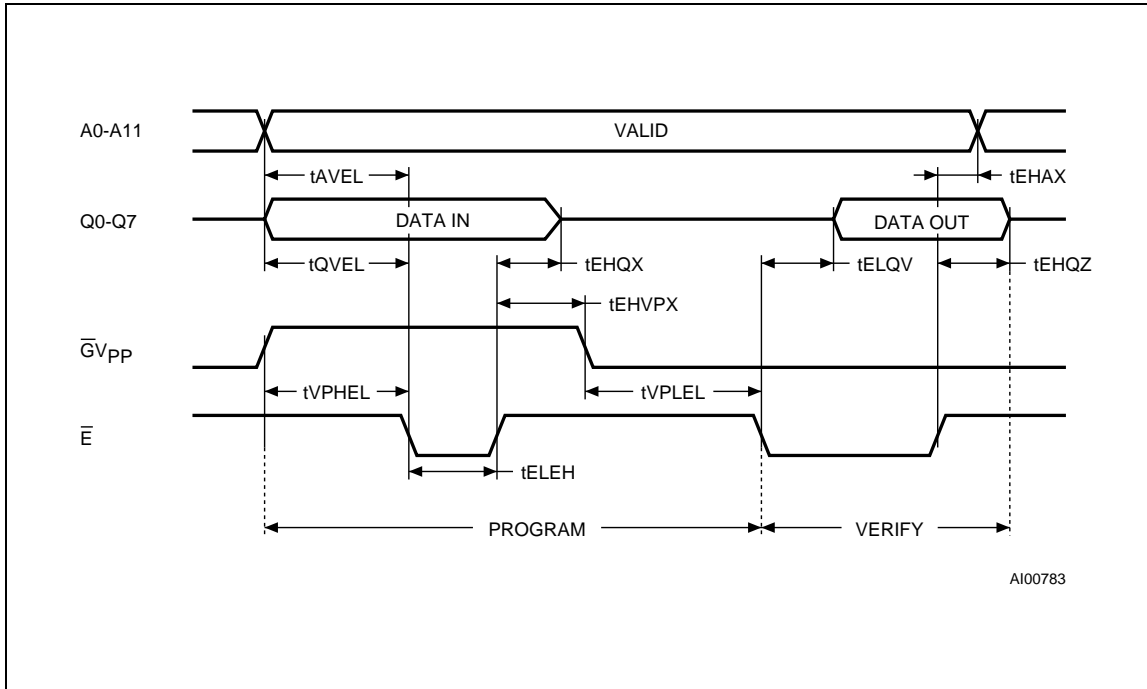 A0-A11
VALID
tAVEL
tEHAX
Q0-Q7
DATA IN
DATA OUT
tQVEL
tEHQX
tELQV
tEHQZ
tEHVPX
G̅VPP
tVPHEL
tVPLEL
E̅
tELEH
PROGRAM
VERIFY
AI00783